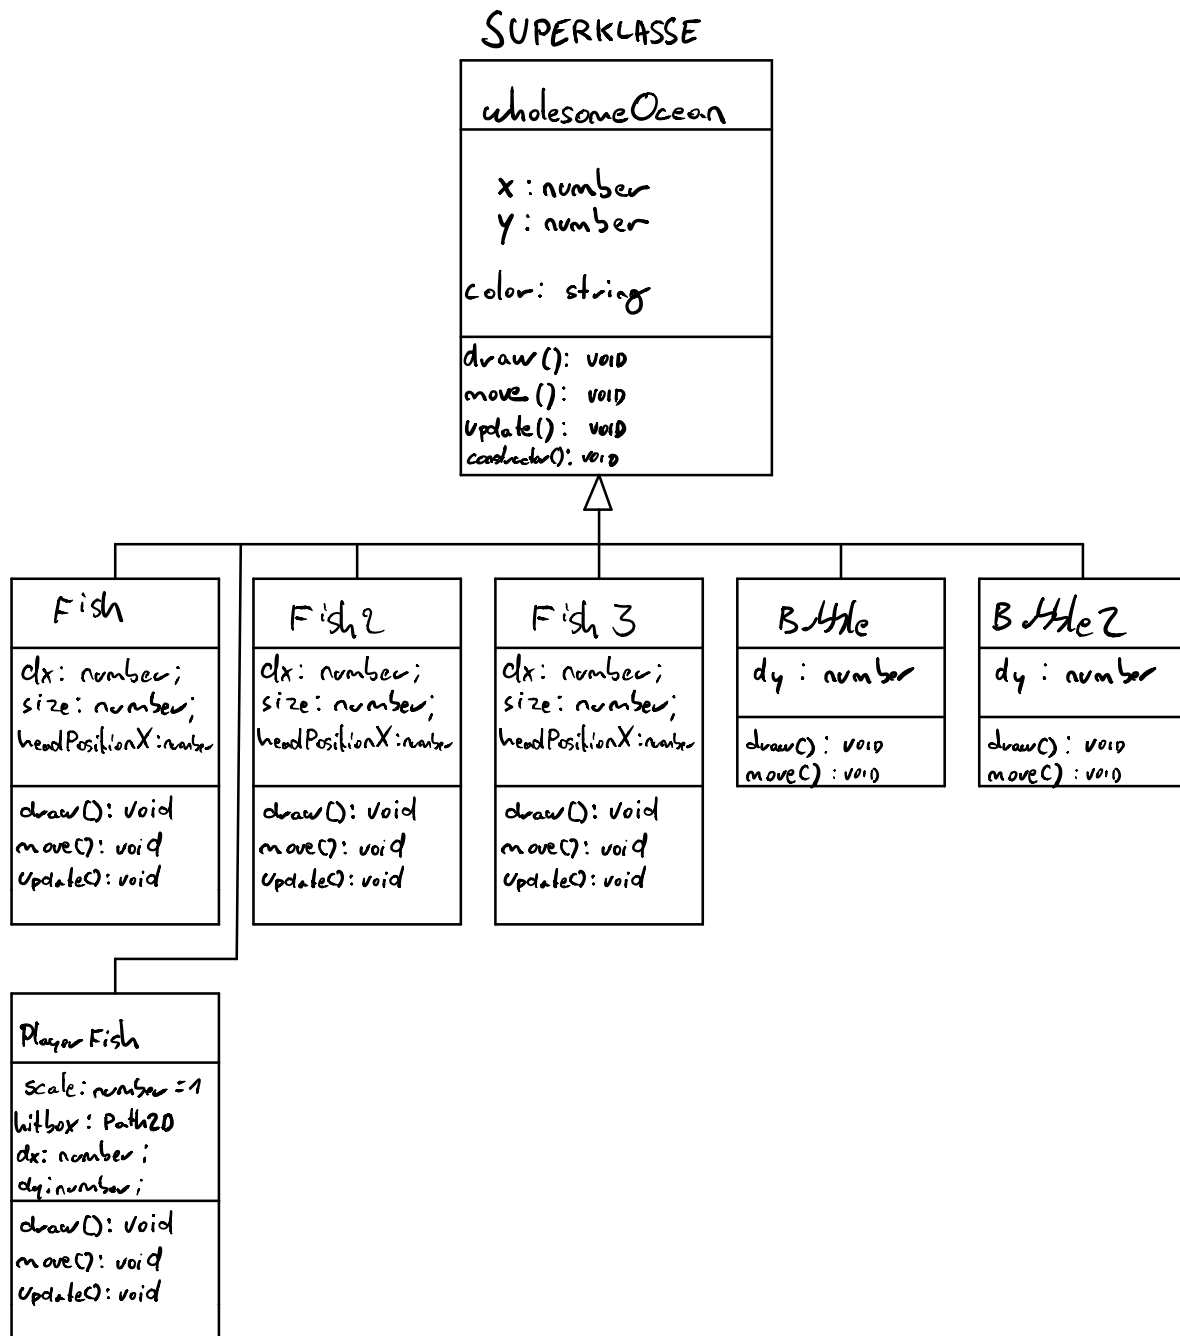 SUPERKLASSE
wholesomeOcean
x : number
y : number
color: string
draw(): VOID
move(): VOID
update(): VOID
constructor(): VOID
Fish
dx: number;
size: number;
headPositionX:number
draw(): void
move(): void
update(): void
Fish2
dx: number;
size: number;
headPositionX:number
draw(): void
move(): void
update(): void
Fish 3
dx: number;
size: number;
headPositionX:number
draw(): void
move(): void
update(): void
Bubble
dy : number
draw() : VOID
move() : VOID
Bubble2
dy : number
draw() : VOID
move() : VOID
PlayerFish
scale: number =1
hitbox : Path2D
dx: number ;
dy:number ;
draw(): void
move(): void
update(): void